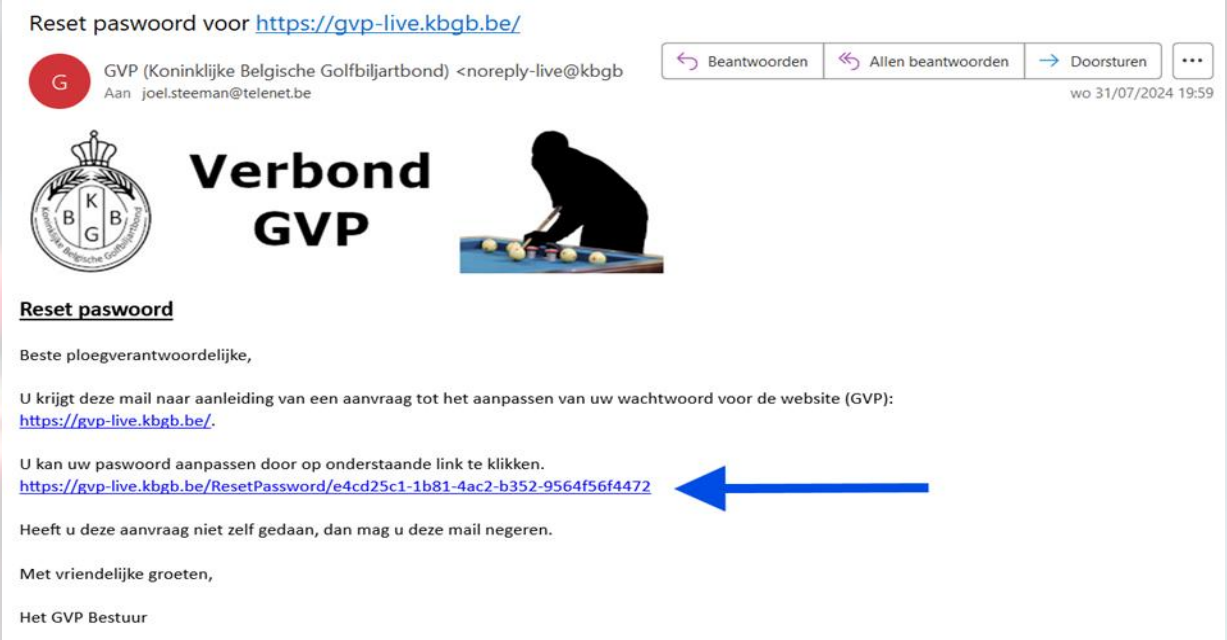 Reset paswoord voor https://gvp-live.kbgb.be/
G
GVP (Koninklijke Belgische Golfbiljartbond) <noreply-live@kbgb
Aan joel.steeman@telenet.be
Beantwoorden
Allen beantwoorden
Doorsturen
...
wo 31/07/2024 19:59
K
B B
G
Koninklijke Belgische Golfbiljartbond
Verbond
GVP
Reset paswoord
Beste ploegverantwoordelijke,
U krijgt deze mail naar aanleiding van een aanvraag tot het aanpassen van uw wachtwoord voor de website (GVP):
https://gvp-live.kbgb.be/.
U kan uw paswoord aanpassen door op onderstaande link te klikken.
https://gvp-live.kbgb.be/ResetPassword/e4cd25c1-1b81-4ac2-b352-9564f56f4472
Heeft u deze aanvraag niet zelf gedaan, dan mag u deze mail negeren.
Met vriendelijke groeten,
Het GVP Bestuur